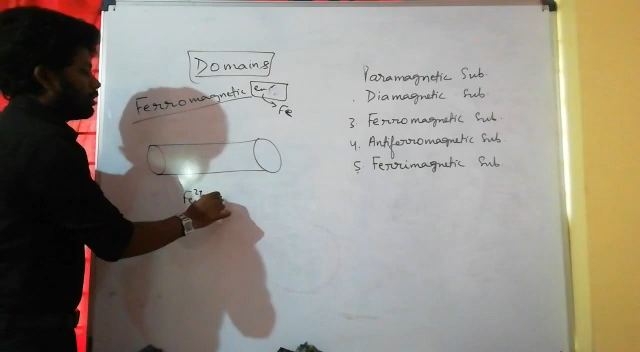 Domains
Ferromagnetic
Fe
Fe2+
Paramagnetic Sub.
. Diamagnetic Sub
3. Ferromagnetic Sub.
4. Antiferromagnetic Sub.
5. Ferrimagnetic Sub.